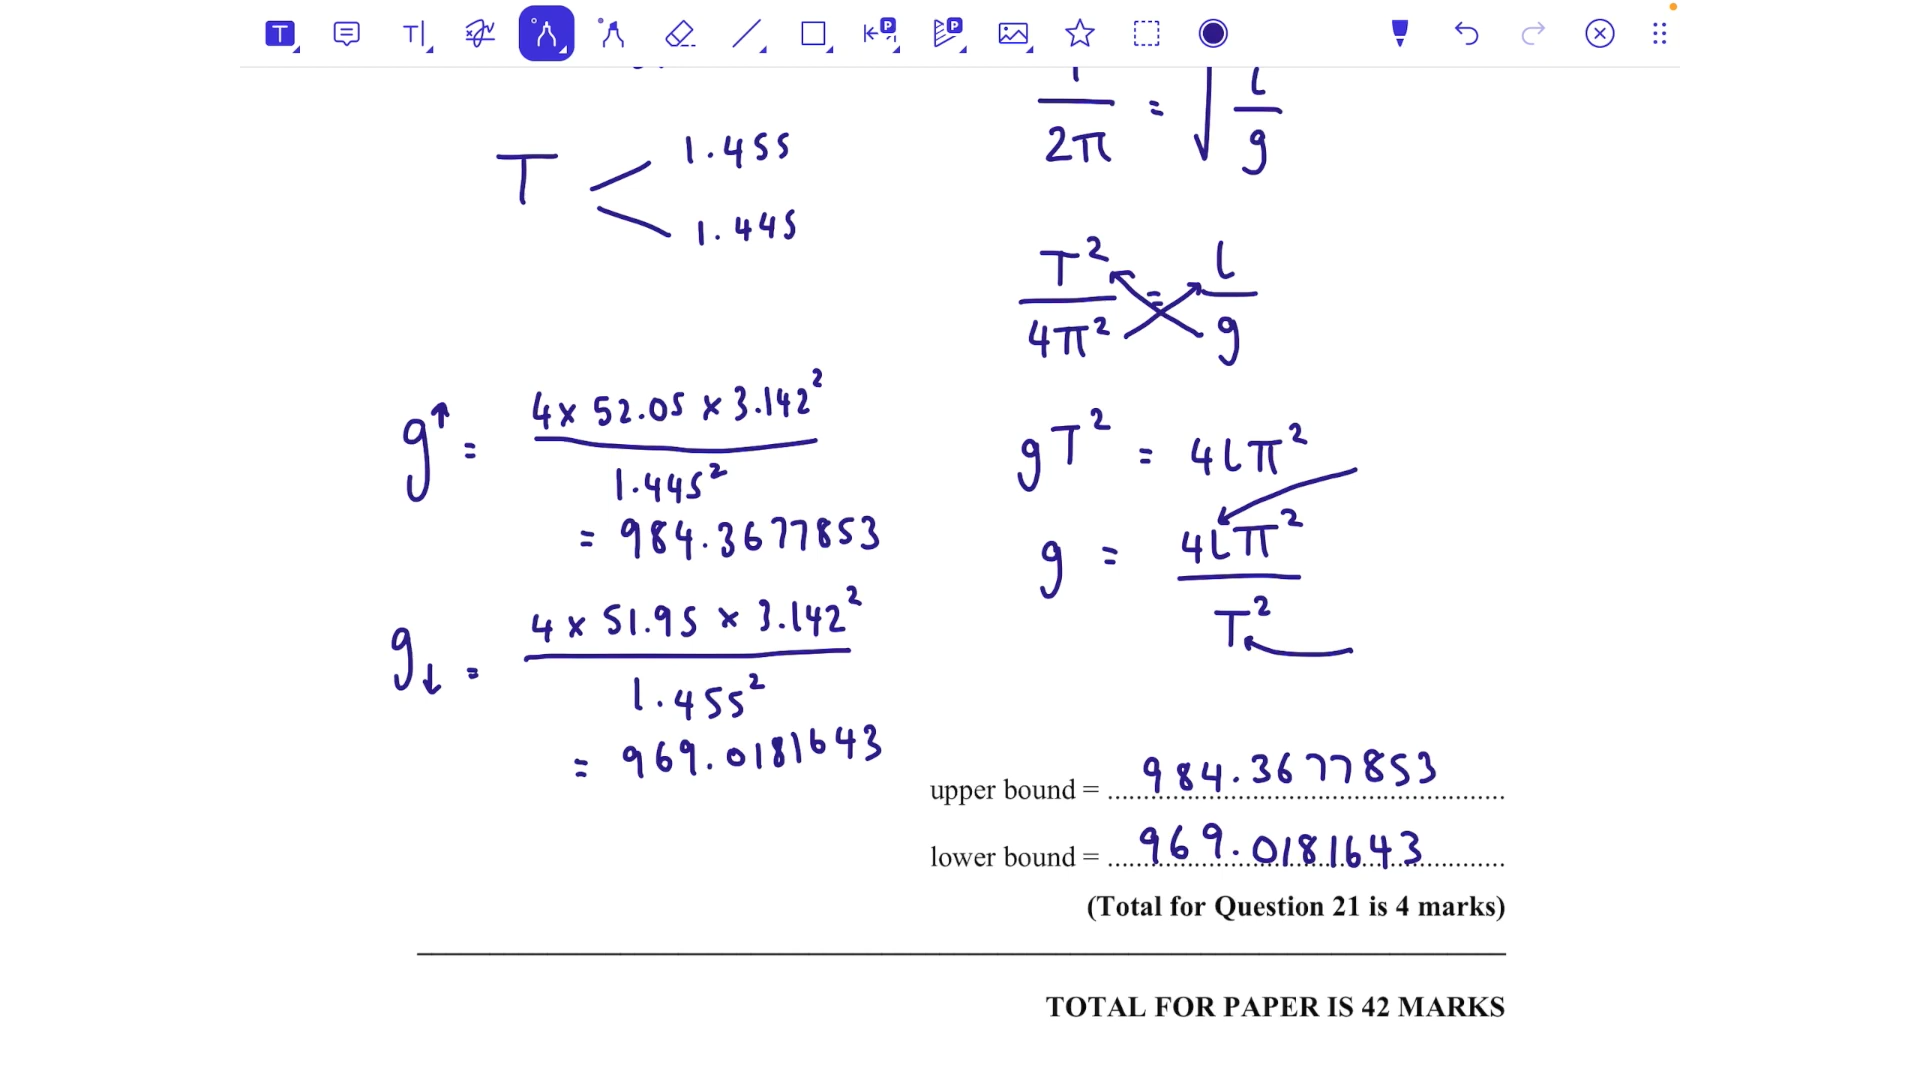 T 1.455
1.445
g↑ = 4 × 52.05 × 3.142²
1.445²
= 984.3677853
g↓ = 4 × 51.95 × 3.142²
1.455²
= 969.0181643
2π = √ l
g
T² = l
4π² g
gT² = 4lπ²
g = 4lπ²
T²
upper bound = 984.3677853
lower bound = 969.0181643
(Total for Question 21 is 4 marks)
TOTAL FOR PAPER IS 42 MARKS